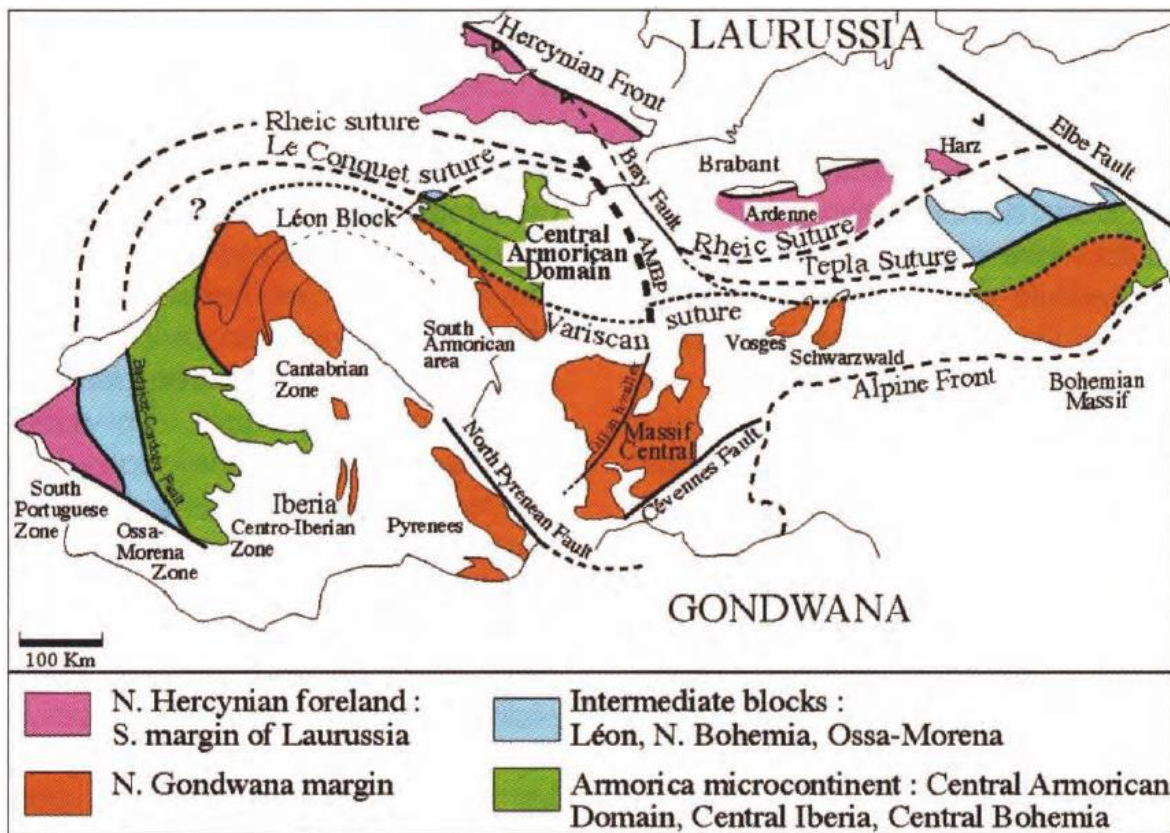 LAURUSSIA
Hercynian Front
Rheic suture
Le Conquet suture
?
Léon Block
Central
Armorican
Domain
Bray Fault
AMBP
Brabant
Ardenne
Harz
Elbe Fault
Rheic Suture
Tepla Suture
Variscan suture
South
Armorican
area
Vosges
Schwarzwald
Alpine Front
Bohemian
Massif
Cantabrian
Zone
Badajoz-Cordoba Fault
Massif
Central
Sillon houiller
Cévennes Fault
North Pyrenean Fault
Pyrenees
Iberia
Centro-Iberian
Zone
South
Portuguese
Zone
Ossa-
Morena
Zone
GONDWANA
100 Km
N. Hercynian foreland :
S. margin of Laurussia
N. Gondwana margin
Intermediate blocks :
Léon, N. Bohemia, Ossa-Morena
Armorica microcontinent : Central Armorican
Domain, Central Iberia, Central Bohemia